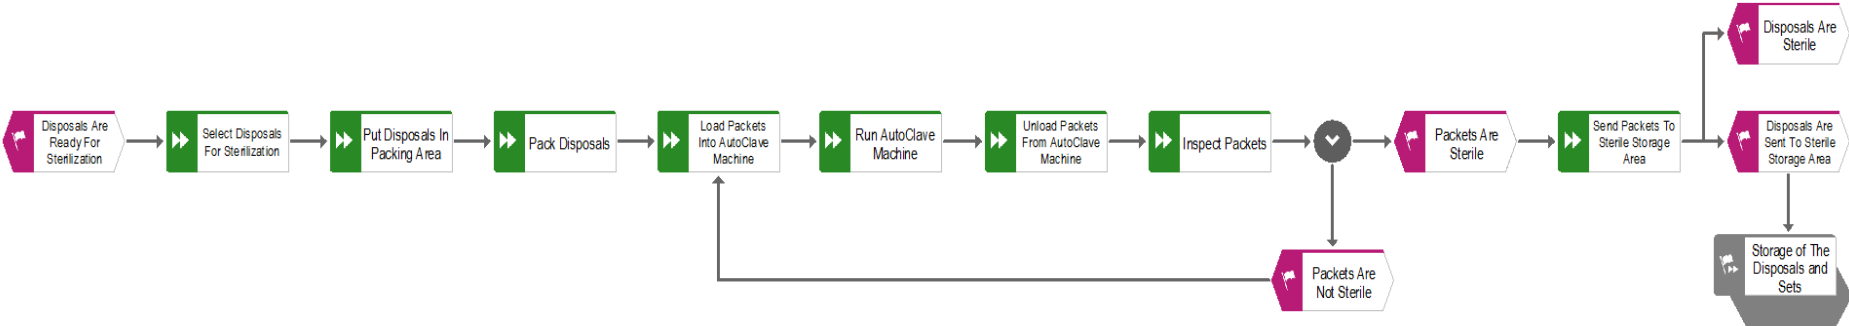 Disposals Are
Ready For
Sterilization
Select Disposals
For Sterilization
Put Disposals In
Packing Area
Pack Disposals
Load Packets
Into AutoClave
Machine
Run AutoClave
Machine
Unload Packets
From AutoClave
Machine
Inspect Packets
Packets Are
Sterile
Packets Are
Not Sterile
Send Packets To
Sterile Storage
Area
Disposals Are
Sterile
Disposals Are
Sent To Sterile
Storage Area
Storage of The
Disposals and
Sets